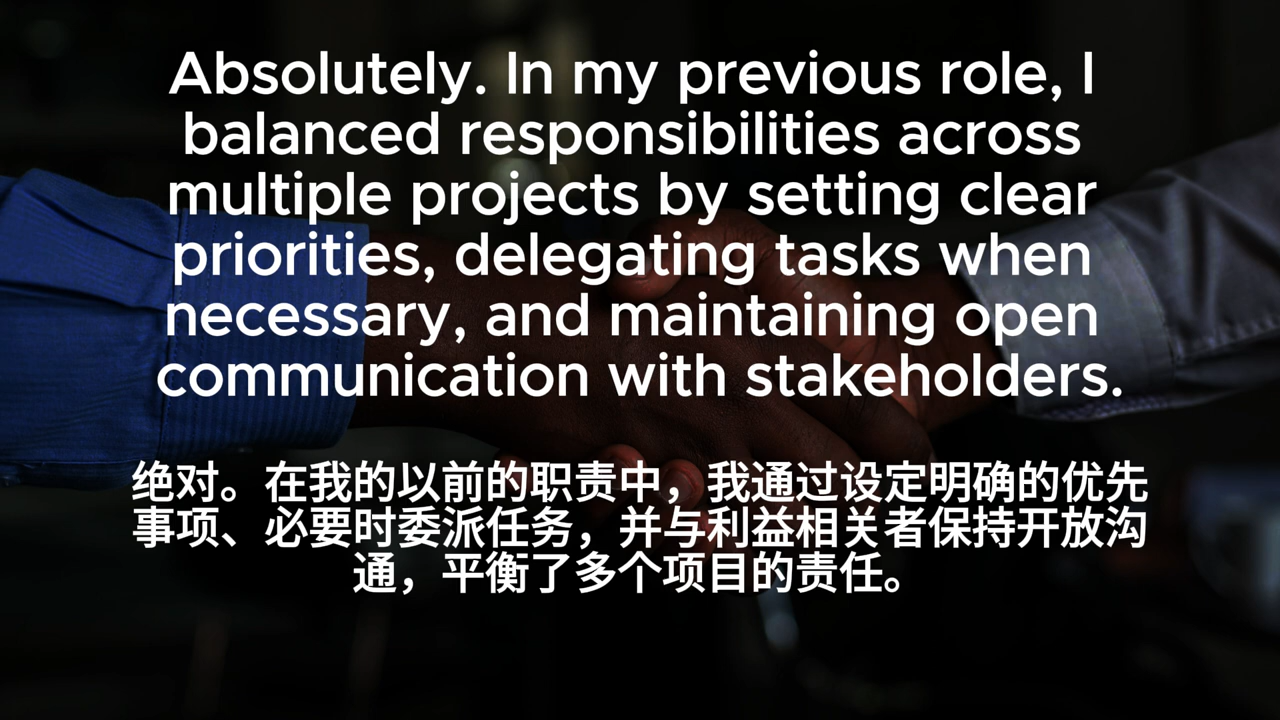 Absolutely. In my previous role, I
balanced responsibilities across
multiple projects by setting clear
priorities, delegating tasks when
necessary, and maintaining open
communication with stakeholders.
绝对。在我的以前的职责中，我通过设定明确的优先
事项、必要时委派任务，并与利益相关者保持开放沟
通，平衡了多个项目的责任。